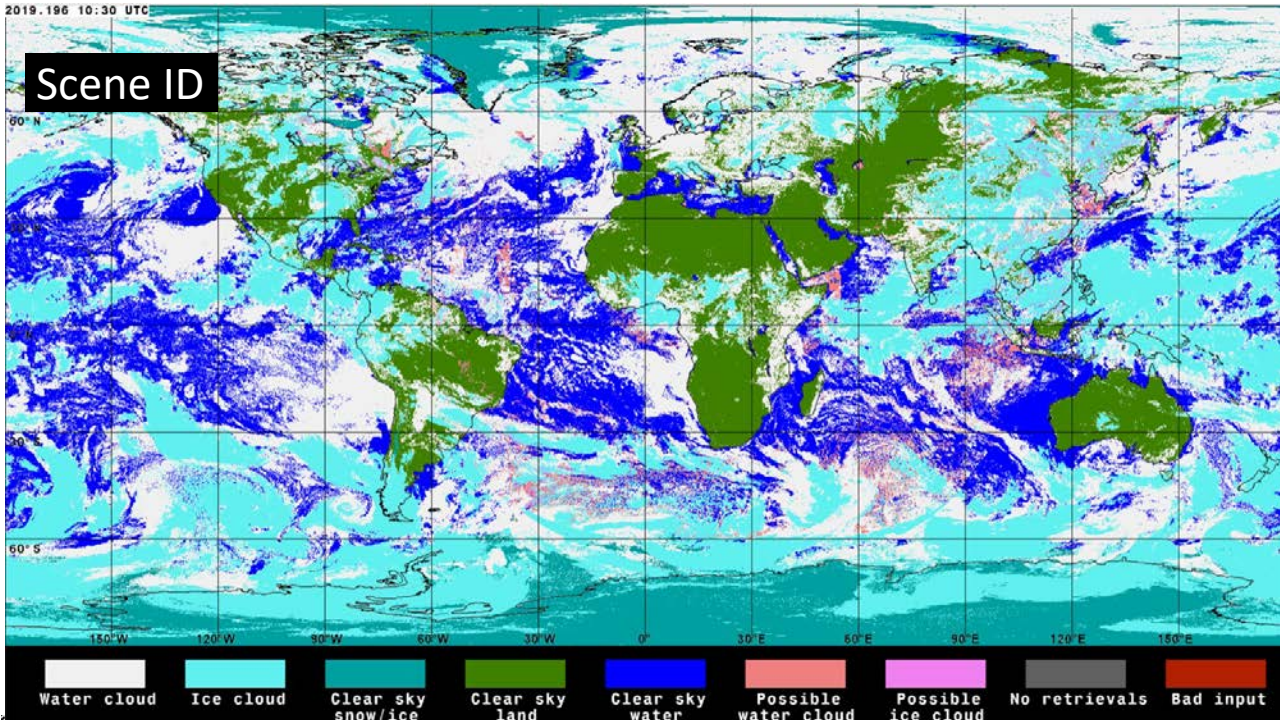 2019.196 10:30 UTC
Scene ID
60°N
60°S
150°W 120°W 90°W 60°W 30°W 0° 30°E 60°E 90°E 120°E 150°E
Water cloud
Ice cloud
Clear sky
snow/ice
Clear sky
land
Clear sky
water
Possible
water cloud
Possible
ice cloud
No retrievals
Bad input